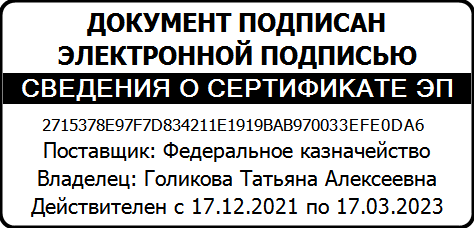 ДОКУМЕНТ ПОДПИСАН
ЭЛЕКТРОННОЙ ПОДПИСЬЮ
СВЕДЕНИЯ О СЕРТИФИКАТЕ ЭП
2715378E97F7D834211E1919BAB970033EFE0DA6
Поставщик: Федеральное казначейство
Владелец: Голикова Татьяна Алексеевна
Действителен с 17.12.2021 по 17.03.2023